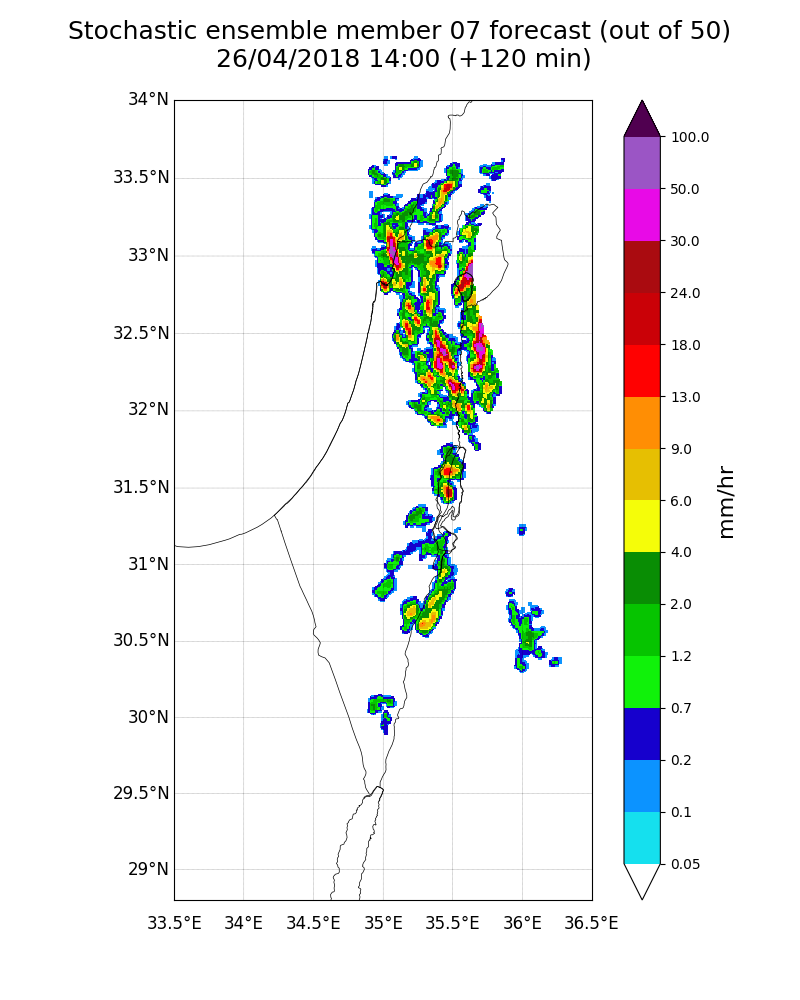 Stochastic ensemble member 07 forecast (out of 50)
26/04/2018 14:00 (+120 min)
34°N
33.5°N
33°N
32.5°N
32°N
31.5°N
31°N
30.5°N
30°N
29.5°N
29°N
33.5°E
34°E
34.5°E
35°E
35.5°E
36°E
36.5°E
100.0
50.0
30.0
24.0
18.0
13.0
9.0
6.0
4.0
2.0
1.2
0.7
0.2
0.1
0.05
mm/hr